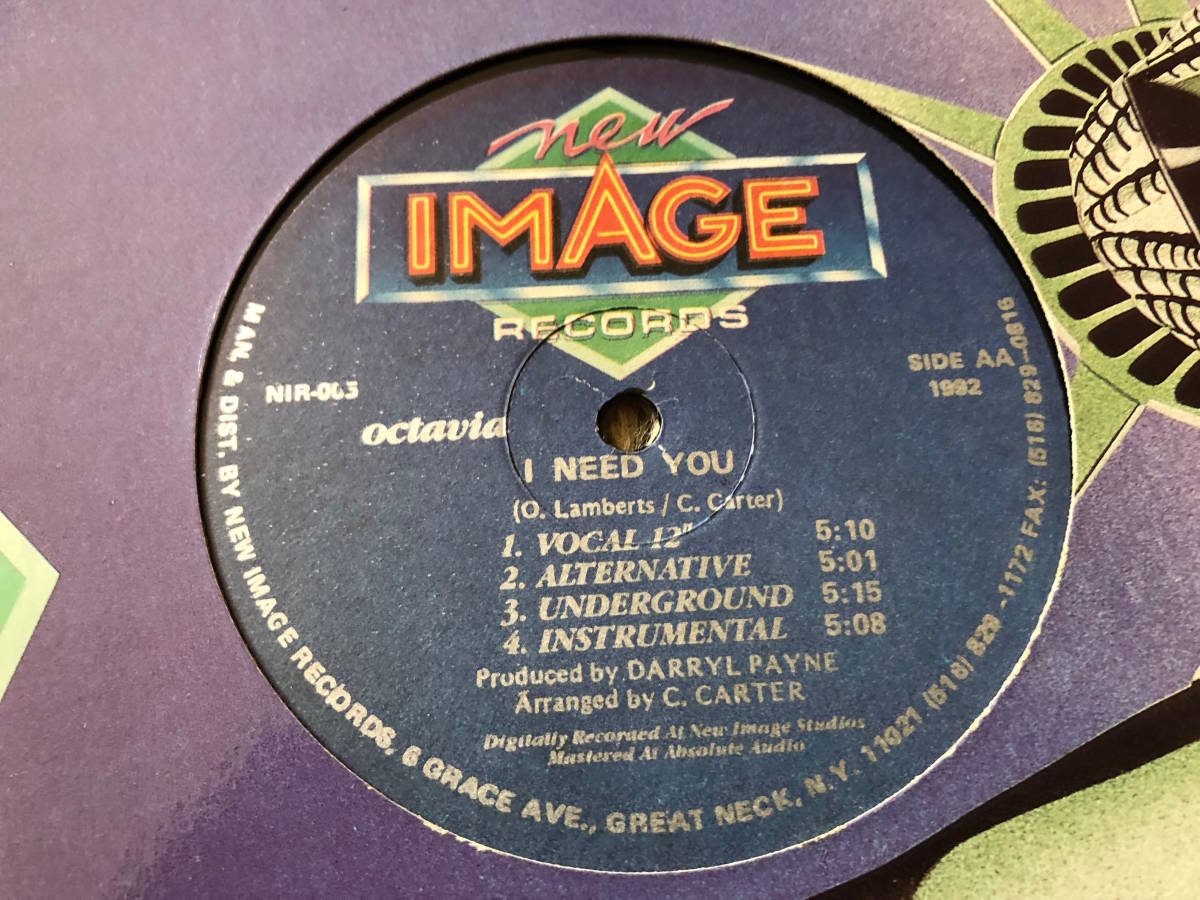 new
IMAGE
RECORDS
NIR-005
SIDE AA
1992
octavia
I NEED YOU
(O. Lamberts / C. Carter)
1. VOCAL 12" 5:10
2. ALTERNATIVE 5:01
3. UNDERGROUND 5:15
4. INSTRUMENTAL 5:08
Produced by DARRYL PAYNE
Arranged by C. CARTER
Digitally Recorded At New Image Studios
Mastered At Absolute Audio
MAN. & DIST. BY NEW IMAGE RECORDS, 6 GRACE AVE., GREAT NECK, N.Y. 11021 (516) 829-1172 FAX: (516) 829-0816